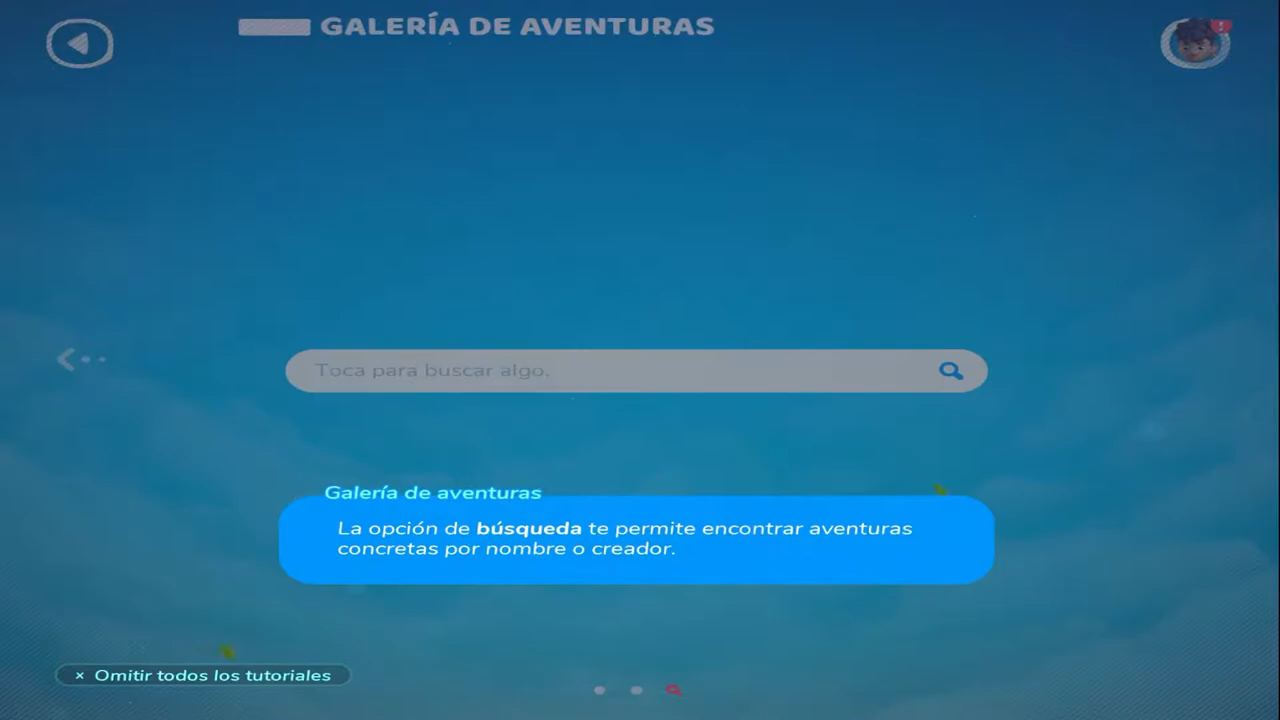 GALERÍA DE AVENTURAS
Toca para buscar algo.
Galería de aventuras
La opción de búsqueda te permite encontrar aventuras
concretas por nombre o creador.
× Omitir todos los tutoriales